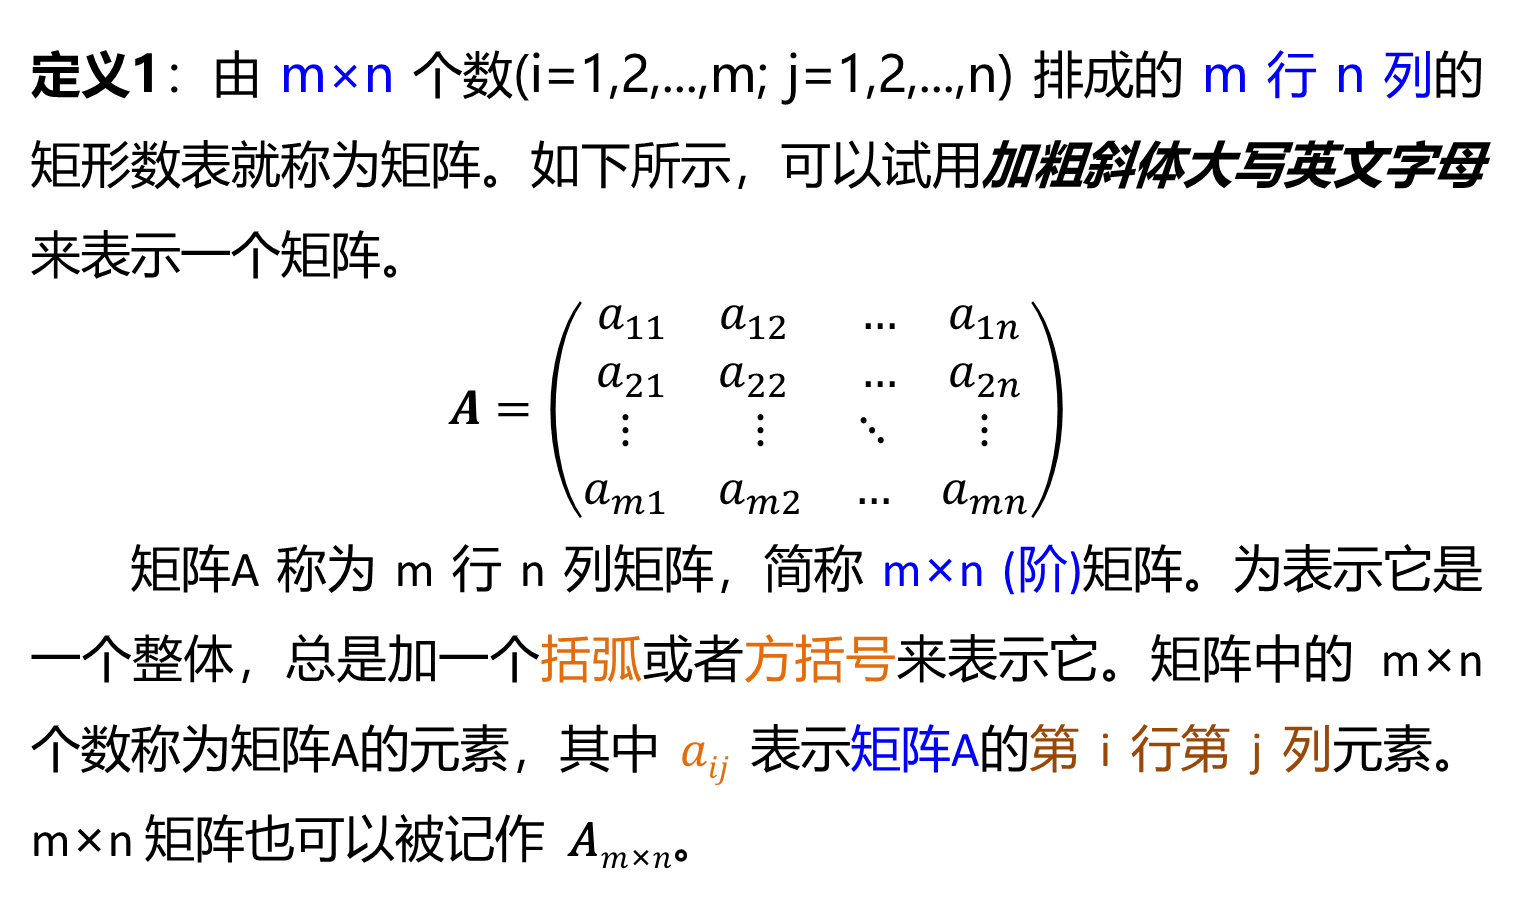 定义1：由 m×n 个数(i=1,2,...,m; j=1,2,...,n) 排成的 m 行 n 列的
矩形数表就称为矩阵。如下所示，可以试用加粗斜体大写英文字母
来表示一个矩阵。
a₁₁ a₁₂ … a₁ₙ
a₂₁ a₂₂ … a₂ₙ
A = ( ⋮ ⋮ ⋱ ⋮ )
aₘ₁ aₘ₂ … aₘₙ
矩阵A 称为 m 行 n 列矩阵，简称 m×n (阶)矩阵。为表示它是
一个整体，总是加一个括弧或者方括号来表示它。矩阵中的 m×n
个数称为矩阵A的元素，其中 aᵢⱼ 表示矩阵A的第 i 行第 j 列元素。
m×n 矩阵也可以被记作 Aₘ×ₙ。